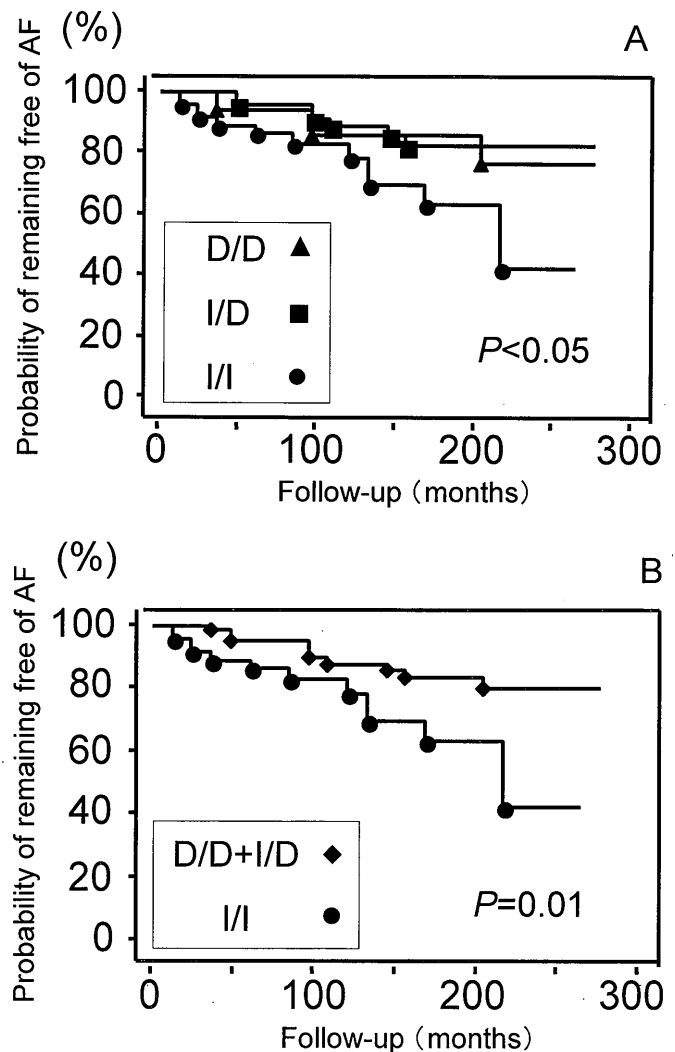 (%)
A
Probability of remaining free of AF
100
80
60
40
20
0
D/D
I/D
I/I
P<0.05
0 100 200 300
Follow-up（months）
(%)
B
Probability of remaining free of AF
100
80
60
40
20
0
D/D+I/D
I/I
P=0.01
0 100 200 300
Follow-up（months）